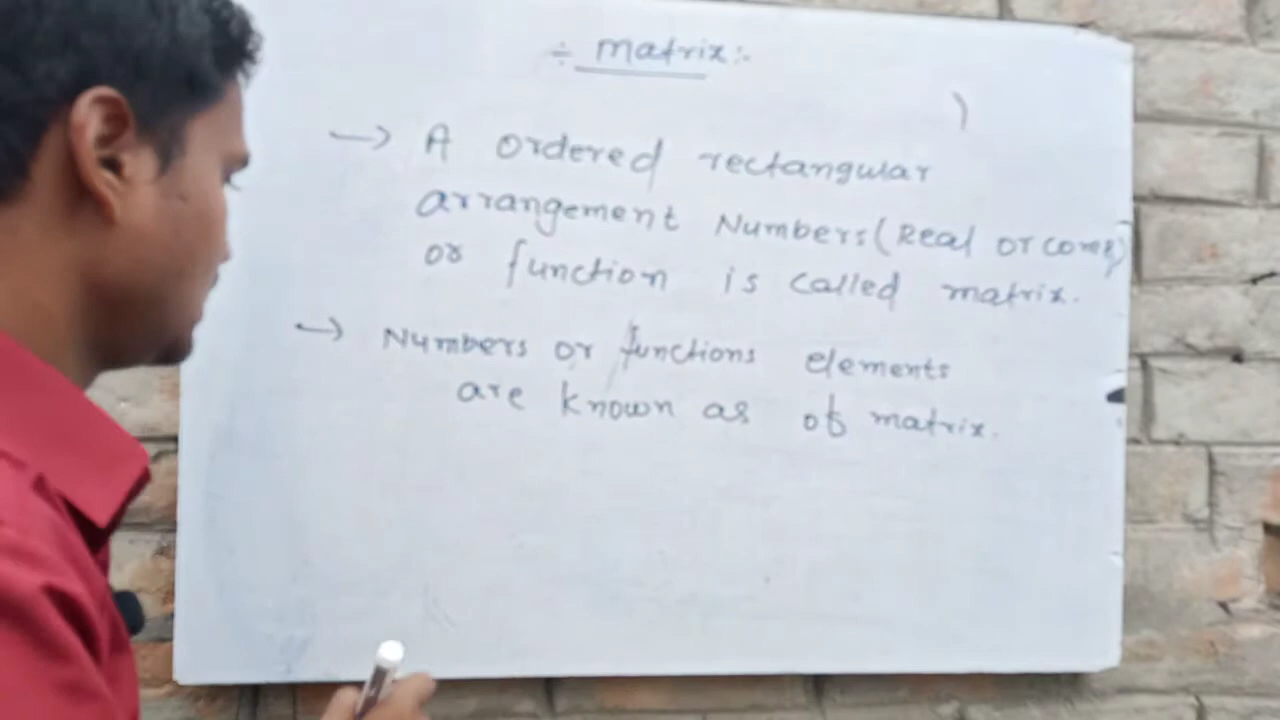 ÷ matrix:-
→ A ordered rectangular
arrangement Numbers (Real or comp)
or function is called matrix.
→ Numbers or functions elements
are known as of matrix.